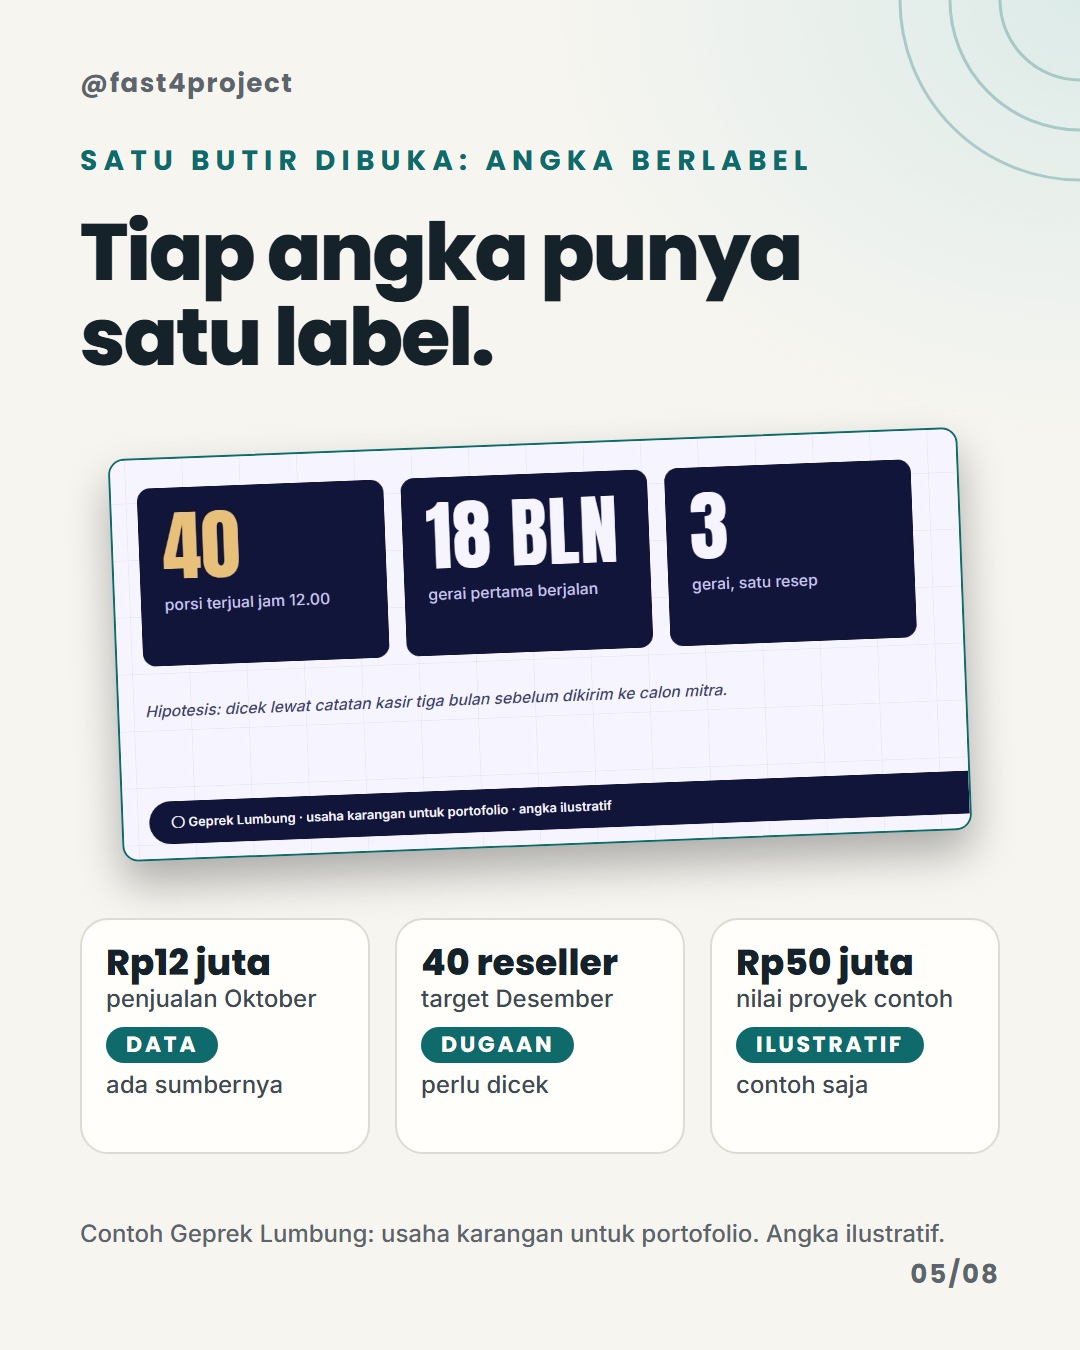 @fast4project
SATU BUTIR DIBUKA: ANGKA BERLABEL
Tiap angka punya
satu label.
40
porsi terjual jam 12.00
18 BLN
gerai pertama berjalan
3
gerai, satu resep
Hipotesis: dicek lewat catatan kasir tiga bulan sebelum dikirim ke calon mitra.
Geprek Lumbung · usaha karangan untuk portofolio · angka ilustratif
Rp12 juta
penjualan Oktober
DATA
ada sumbernya
40 reseller
target Desember
DUGAAN
perlu dicek
Rp50 juta
nilai proyek contoh
ILUSTRATIF
contoh saja
Contoh Geprek Lumbung: usaha karangan untuk portofolio. Angka ilustratif.
05/08